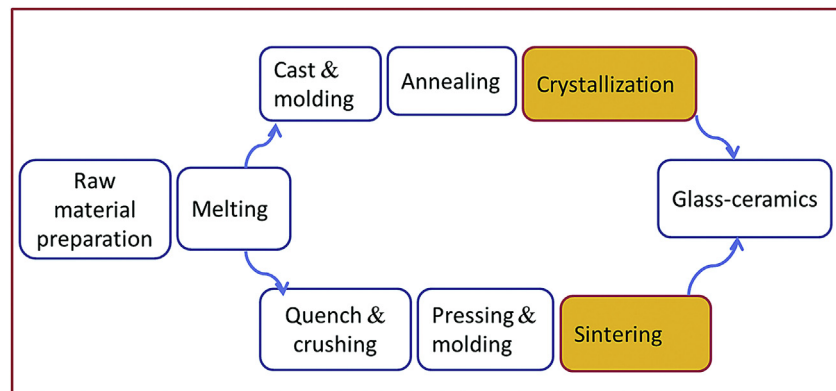 Raw
material
preparation
Melting
Cast &
molding
Annealing
Crystallization
Quench &
crushing
Pressing &
molding
Sintering
Glass-ceramics